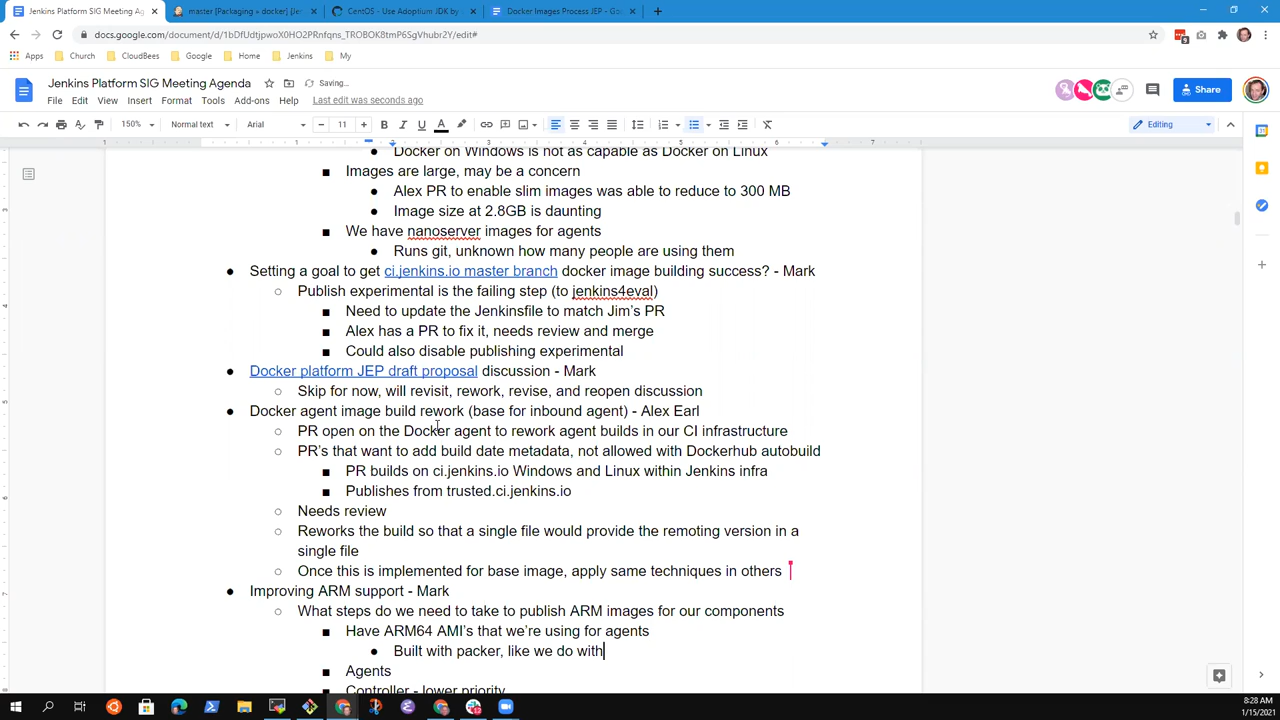 Jenkins Platform SIG Meeting Ag
master [Packaging + docker] [Je
CentOS - Use Adoptium JDK by
Docker Images Process JEP - Go
docs.google.com/document/d/1bDfUdtjpwoX0HO2PRnfqns_TROBOK8tmP6SgVhubr2Y/edit#
Apps Church CloudBees Google Home Jenkins My
Jenkins Platform SIG Meeting Agenda Saving...
File Edit View Insert Format Tools Add-ons Help Last edit was seconds ago
Share
150% Normal text Arial 11 Editing
Docker on Windows is not as capable as Docker on Linux
Images are large, may be a concern
Alex PR to enable slim images was able to reduce to 300 MB
Image size at 2.8GB is daunting
We have nanoserver images for agents
Runs git, unknown how many people are using them
Setting a goal to get ci.jenkins.io master branch docker image building success? - Mark
Publish experimental is the failing step (to jenkins4eval)
Need to update the Jenkinsfile to match Jim's PR
Alex has a PR to fix it, needs review and merge
Could also disable publishing experimental
Docker platform JEP draft proposal discussion - Mark
Skip for now, will revisit, rework, revise, and reopen discussion
Docker agent image build rework (base for inbound agent) - Alex Earl
PR open on the Docker agent to rework agent builds in our CI infrastructure
PR's that want to add build date metadata, not allowed with Dockerhub autobuild
PR builds on ci.jenkins.io Windows and Linux within Jenkins infra
Publishes from trusted.ci.jenkins.io
Needs review
Reworks the build so that a single file would provide the remoting version in a
single file
Once this is implemented for base image, apply same techniques in others
Improving ARM support - Mark
What steps do we need to take to publish ARM images for our components
Have ARM64 AMI's that we're using for agents
Built with packer, like we do with
Agents
Controller - lower priority
8:28 AM
1/15/2021